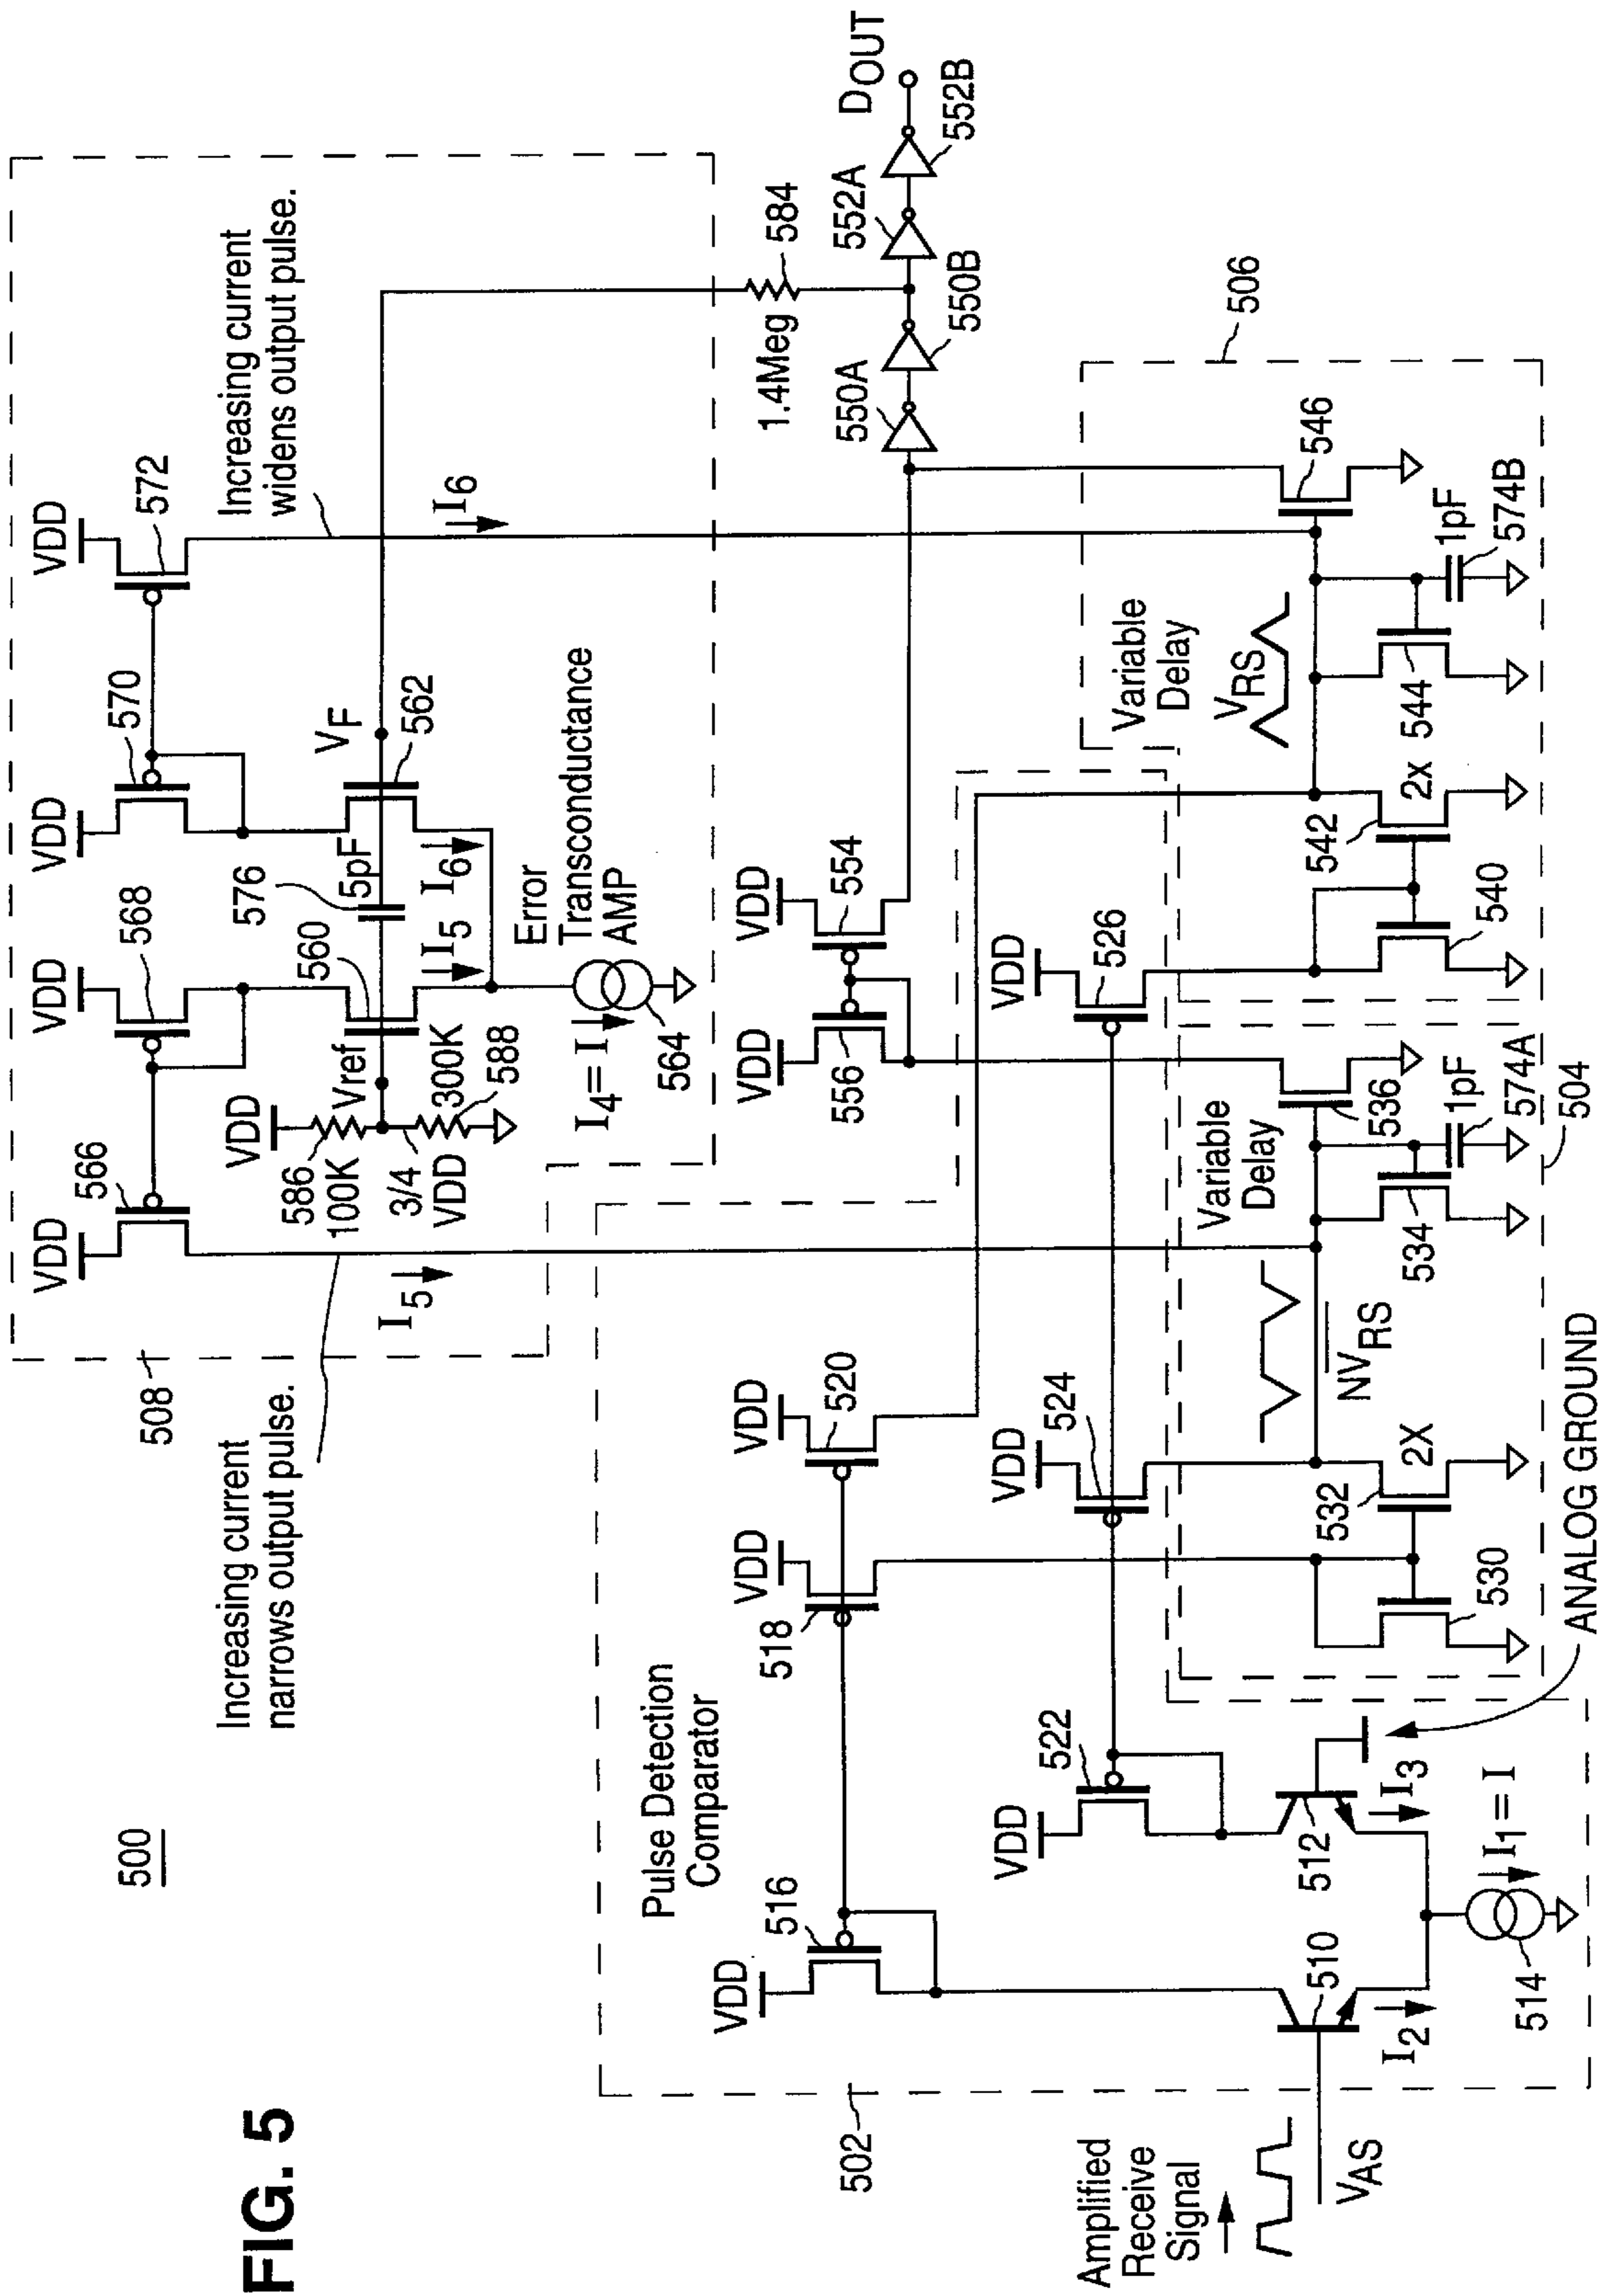 FIG. 5
500
508
Increasing current
narrows output pulse.
I5
VDD
566
VDD
568
VDD
570
VDD
572
Increasing current
widens output pulse.
I6
VDD
586
100K
Vref
3/4
VDD
300K
588
560
576
5pF
VF
562
I5
I6
I4 = I
564
Error
Transconductance
AMP
1.4Meg
584
502
Pulse Detection
Comparator
VDD
516
VDD
518
VDD
520
VDD
556
VDD
554
550A
550B
552A
552B
DOUT
VDD
522
VDD
524
VDD
526
Amplified
Receive
Signal
VAS
510
I2
512
I3
I1 = I
514
ANALOG GROUND
530
532
2X
NVRS
Variable
Delay
534
536
1pF
574A
504
540
542
2x
VRS
Variable
Delay
544
546
1pF
574B
506